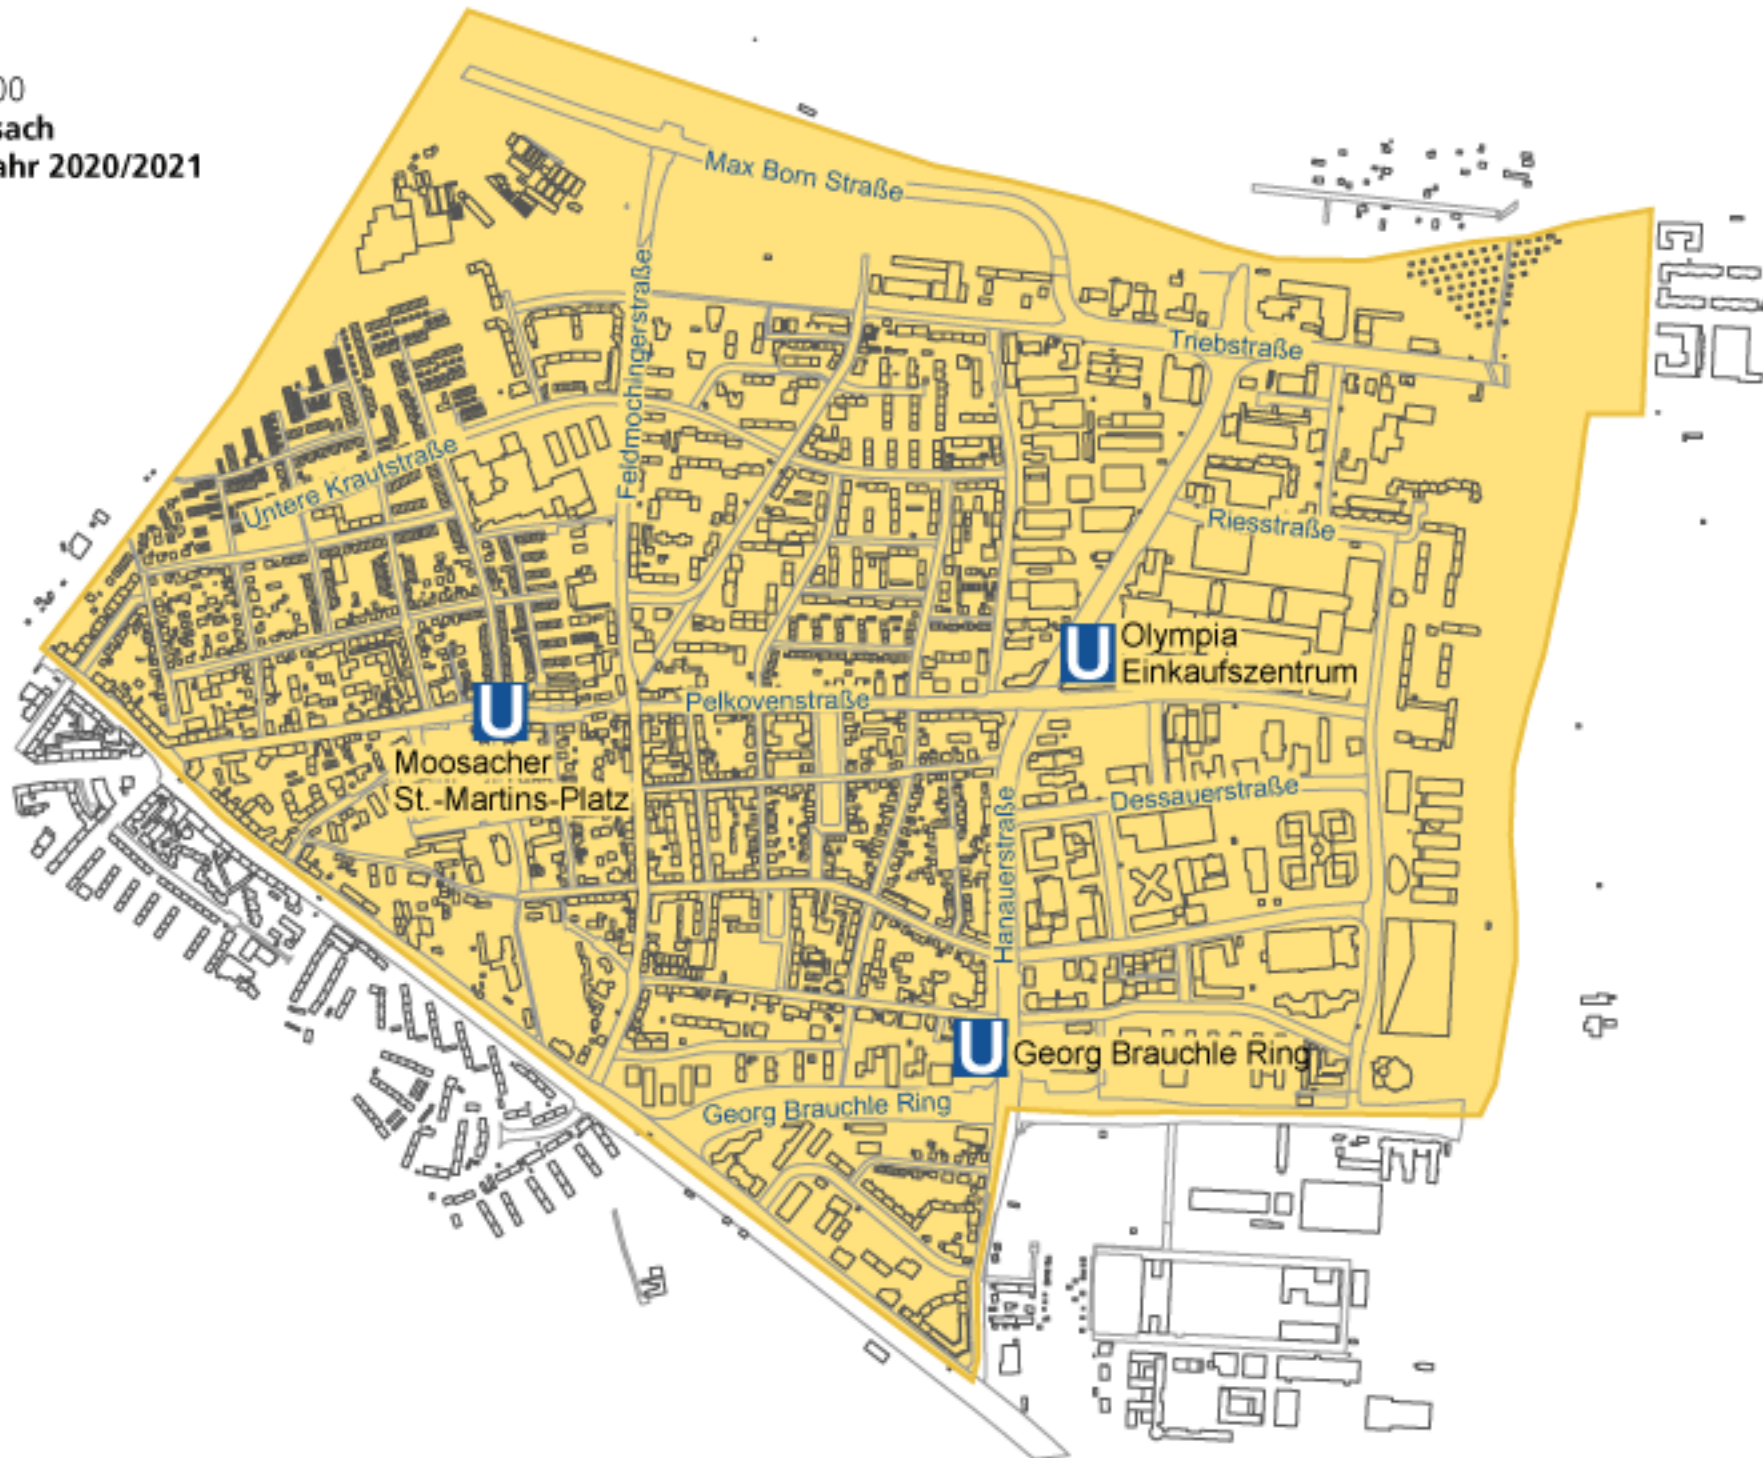 00
sach
ahr 2020/2021
Max Born Straße
Feldmochingerstraße
Triebstraße
Untere Krautstraße
Riesstraße
U
Olympia
Einkaufszentrum
Pelkovenstraße
U
Moosacher
St.-Martins-Platz
Dessauerstraße
Hanauerstraße
U
Georg Brauchle Ring
Georg Brauchle Ring